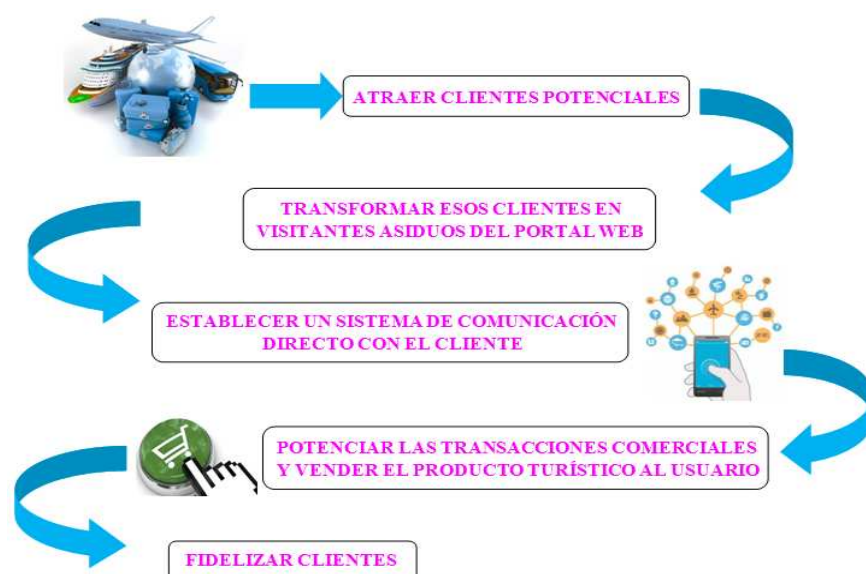 ATRAER CLIENTES POTENCIALES
TRANSFORMAR ESOS CLIENTES EN
VISITANTES ASIDUOS DEL PORTAL WEB
ESTABLECER UN SISTEMA DE COMUNICACIÓN
DIRECTO CON EL CLIENTE
POTENCIAR LAS TRANSACCIONES COMERCIALES
Y VENDER EL PRODUCTO TURÍSTICO AL USUARIO
FIDELIZAR CLIENTES